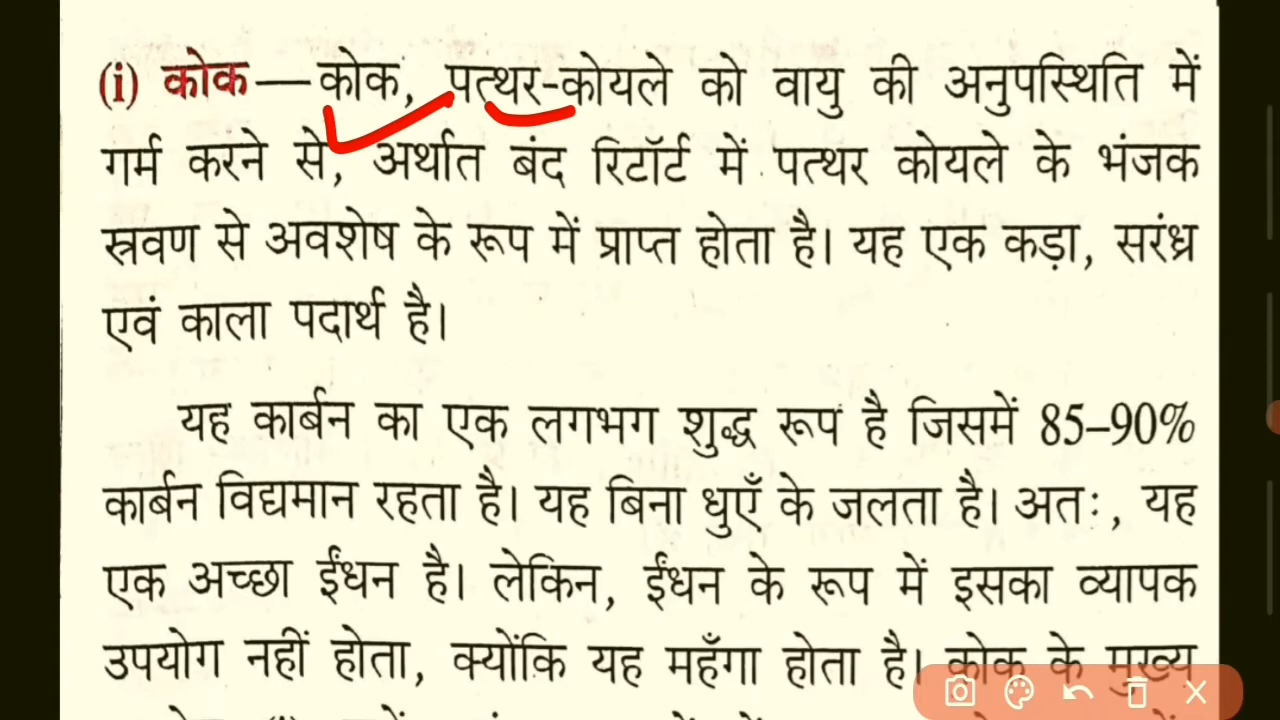 (i) कोक—कोक, पत्थर-कोयले को वायु की अनुपस्थिति में
गर्म करने से, अर्थात बंद रिटॉर्ट में पत्थर कोयले के भंजक
स्रवण से अवशेष के रूप में प्राप्त होता है। यह एक कड़ा, सरंध्र
एवं काला पदार्थ है।
यह कार्बन का एक लगभग शुद्ध रूप है जिसमें 85–90%
कार्बन विद्यमान रहता है। यह बिना धुएँ के जलता है। अतः, यह
एक अच्छा ईंधन है। लेकिन, ईंधन के रूप में इसका व्यापक
उपयोग नहीं होता, क्योंकि यह महँगा होता है। कोक के मुख्य